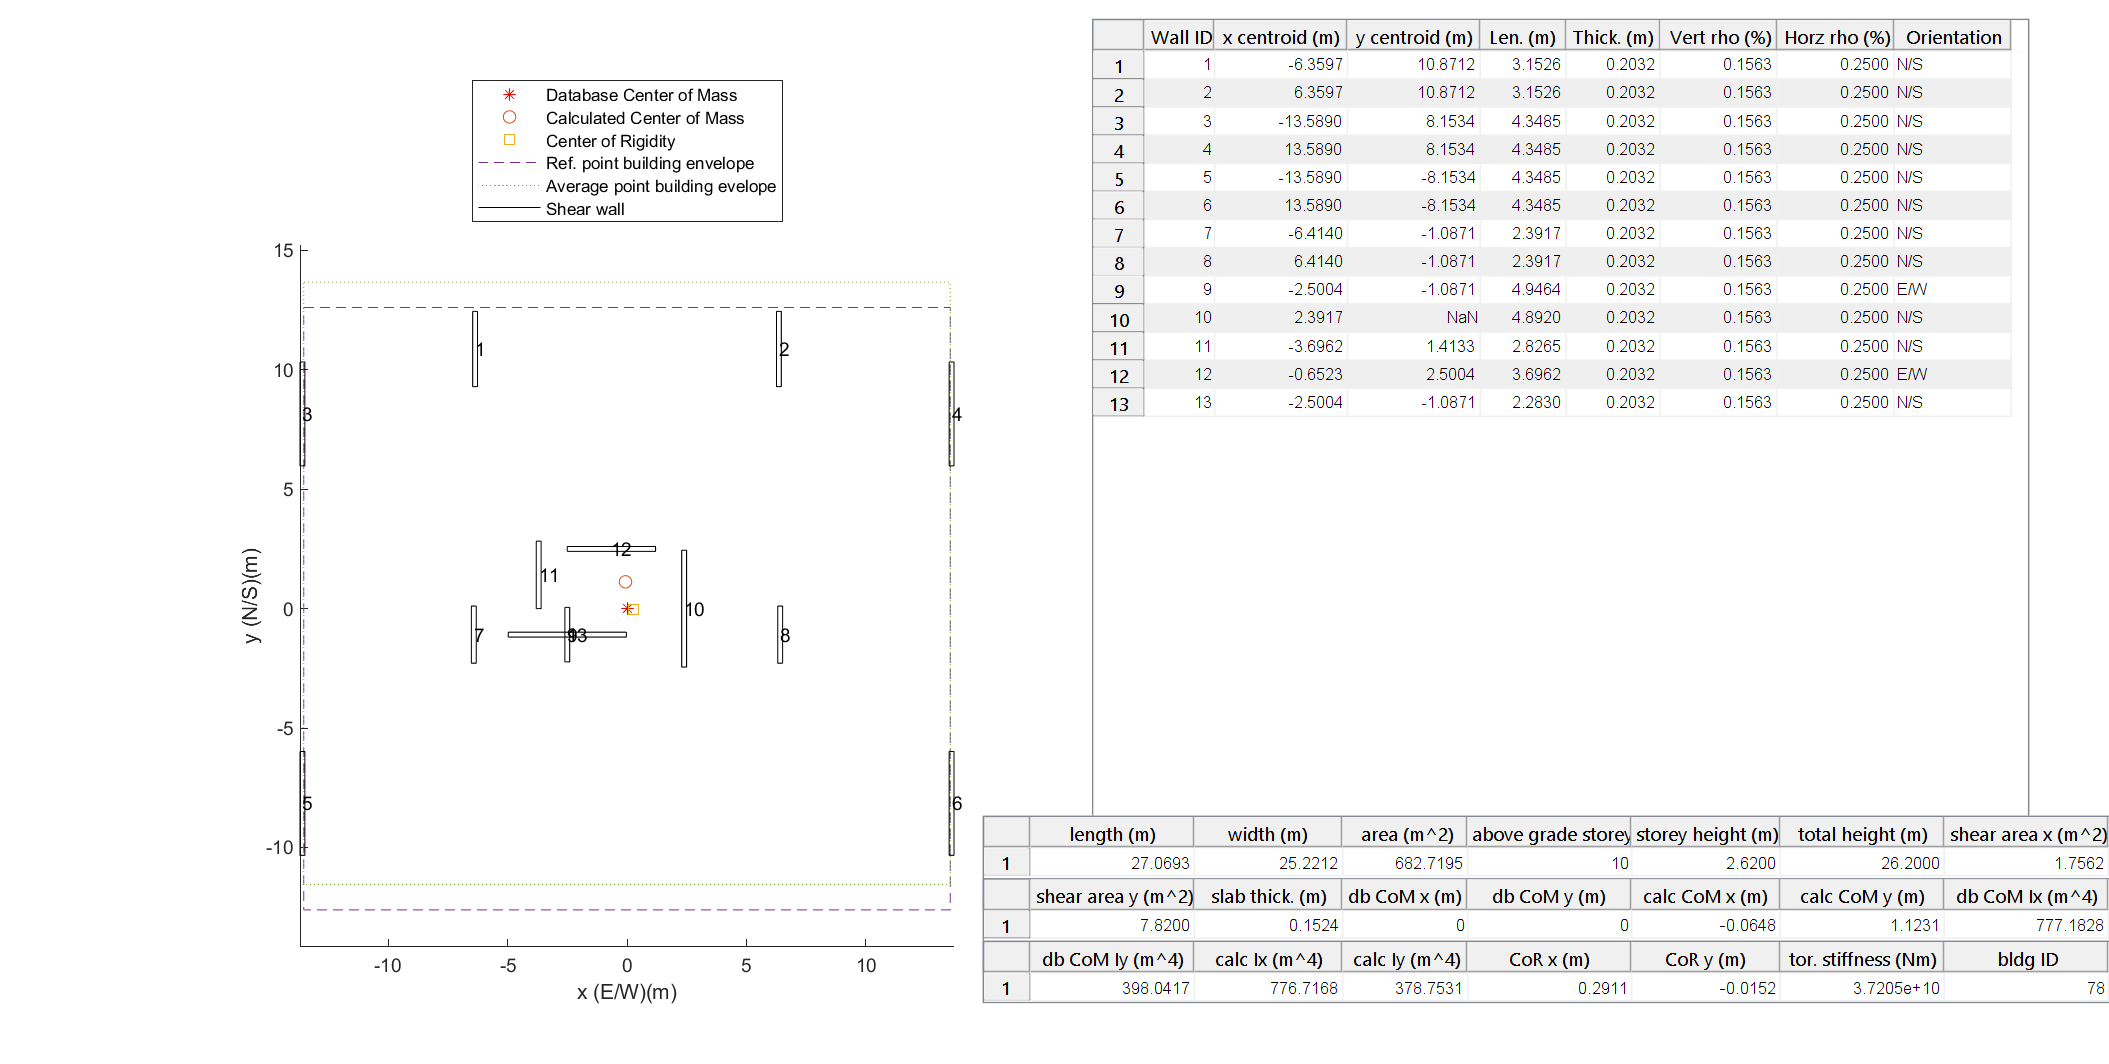 Database Center of Mass
Calculated Center of Mass
Center of Rigidity
Ref. point building envelope
Average point building evelope
Shear wall
15
10
5
0
-5
-10
-10 -5 0 5 10
y (N/S)(m)
x (E/W)(m)
1
2
3
4
12
11
10
7
13
8
5
6
Wall ID x centroid (m) y centroid (m) Len. (m) Thick. (m) Vert rho (%) Horz rho (%) Orientation
1 1 -6.3597 10.8712 3.1526 0.2032 0.1563 0.2500 N/S
2 2 6.3597 10.8712 3.1526 0.2032 0.1563 0.2500 N/S
3 3 -13.5890 8.1534 4.3485 0.2032 0.1563 0.2500 N/S
4 4 13.5890 8.1534 4.3485 0.2032 0.1563 0.2500 N/S
5 5 -13.5890 -8.1534 4.3485 0.2032 0.1563 0.2500 N/S
6 6 13.5890 -8.1534 4.3485 0.2032 0.1563 0.2500 N/S
7 7 -6.4140 -1.0871 2.3917 0.2032 0.1563 0.2500 N/S
8 8 6.4140 -1.0871 2.3917 0.2032 0.1563 0.2500 N/S
9 9 -2.5004 -1.0871 4.9464 0.2032 0.1563 0.2500 E/W
10 10 2.3917 NaN 4.8920 0.2032 0.1563 0.2500 N/S
11 11 -3.6962 1.4133 2.8265 0.2032 0.1563 0.2500 N/S
12 12 -0.6523 2.5004 3.6962 0.2032 0.1563 0.2500 E/W
13 13 -2.5004 -1.0871 2.2830 0.2032 0.1563 0.2500 N/S
length (m) width (m) area (m^2) above grade storey storey height (m) total height (m) shear area x (m^2)
1 27.0693 25.2212 682.7195 10 2.6200 26.2000 1.7562
shear area y (m^2) slab thick. (m) db CoM x (m) db CoM y (m) calc CoM x (m) calc CoM y (m) db CoM Ix (m^4)
1 7.8200 0.1524 0 0 -0.0648 1.1231 777.1828
db CoM Iy (m^4) calc Ix (m^4) calc Iy (m^4) CoR x (m) CoR y (m) tor. stiffness (Nm) bldg ID
1 398.0417 776.7168 378.7531 0.2911 -0.0152 3.7205e+10 78